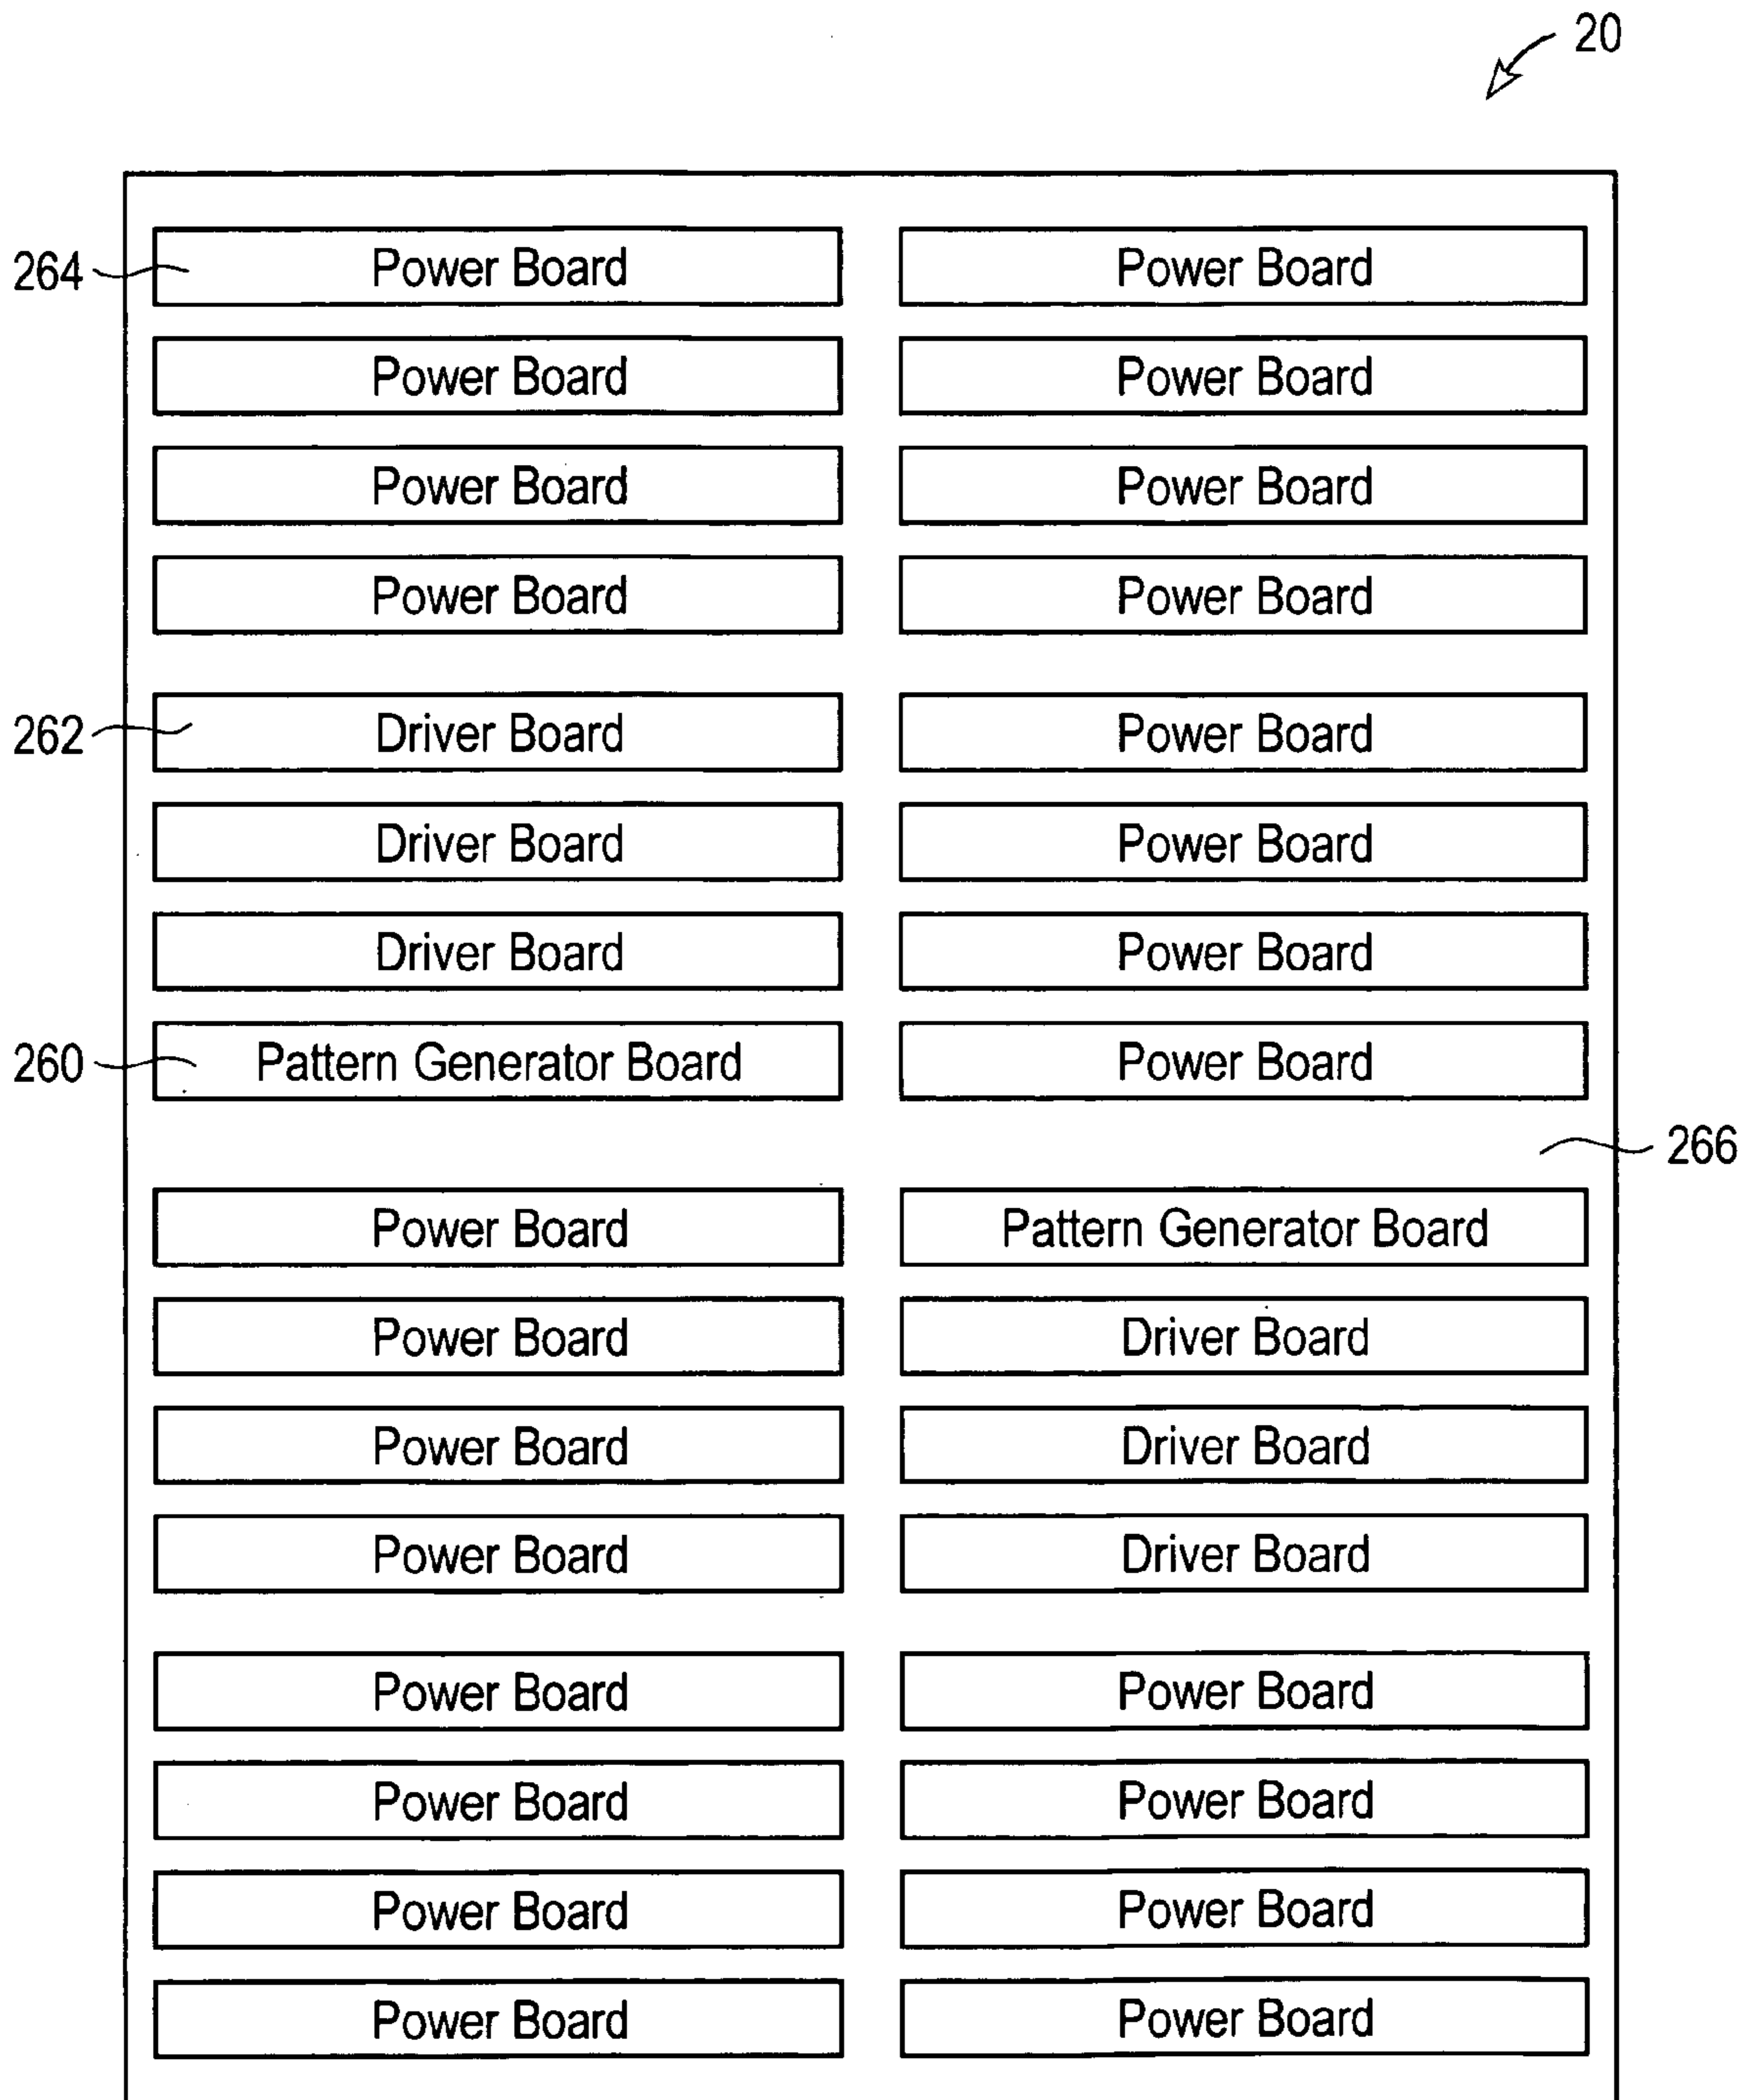 20
264 Power Board Power Board
Power Board Power Board
Power Board Power Board
Power Board Power Board
262 Driver Board Power Board
Driver Board Power Board
Driver Board Power Board
260 Pattern Generator Board Power Board
266
Power Board Pattern Generator Board
Power Board Driver Board
Power Board Driver Board
Power Board Driver Board
Power Board Power Board
Power Board Power Board
Power Board Power Board
Power Board Power Board